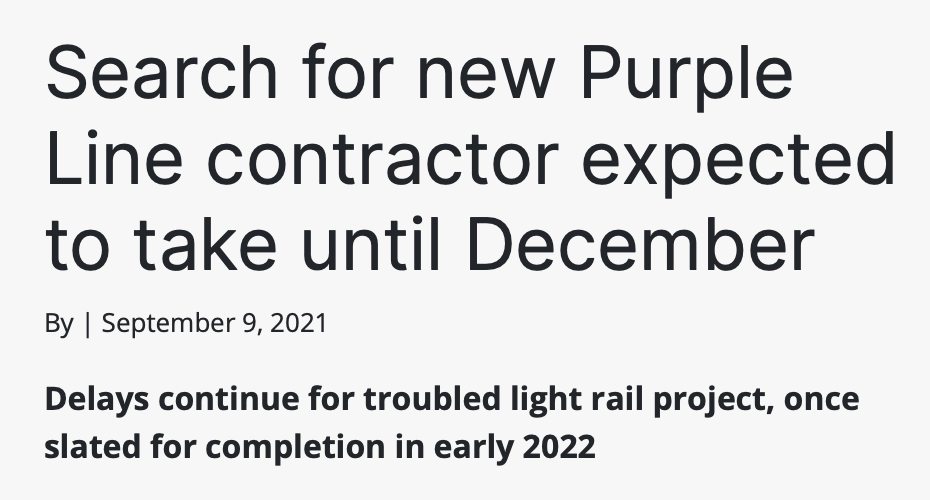 Search for new Purple
Line contractor expected
to take until December
By | September 9, 2021
Delays continue for troubled light rail project, once
slated for completion in early 2022